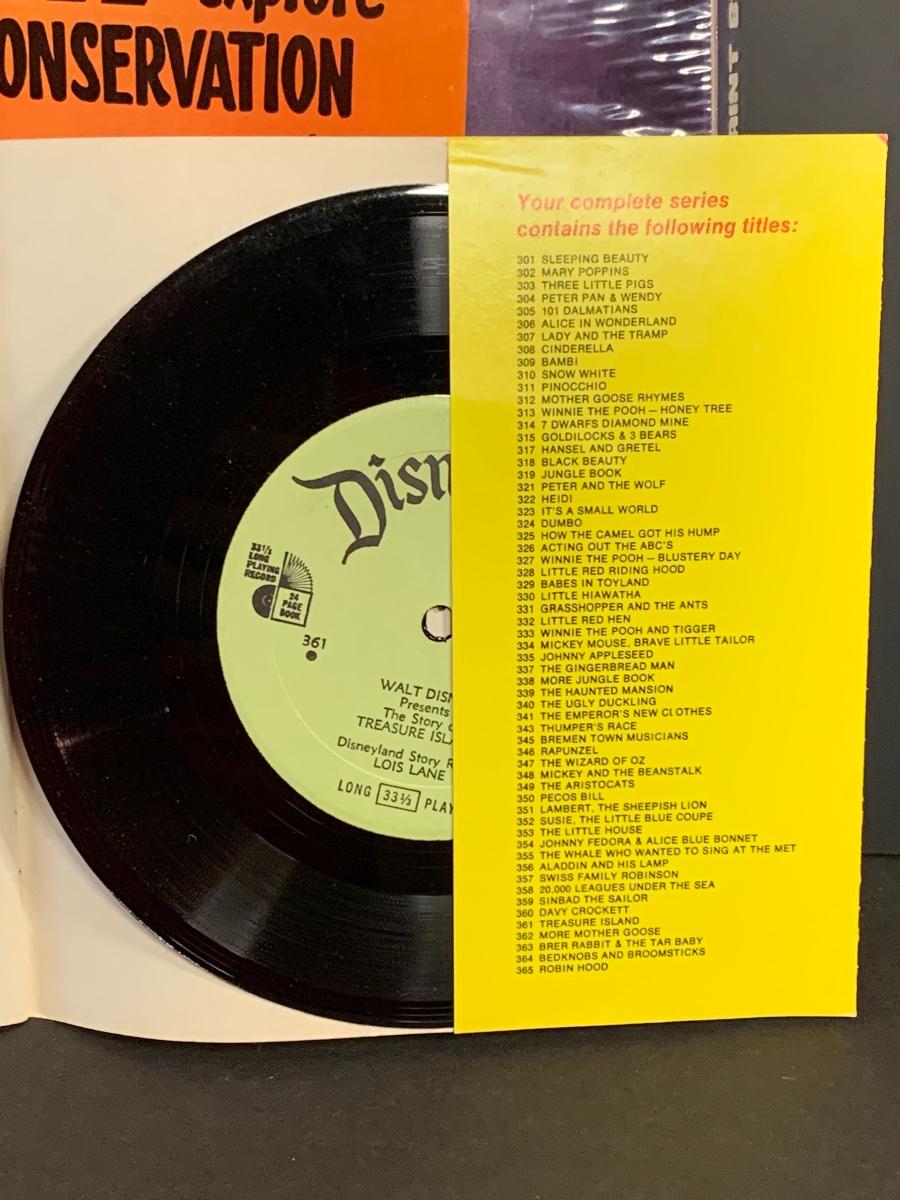 explore
ONSERVATION
Your complete series
contains the following titles:
301 SLEEPING BEAUTY
302 MARY POPPINS
303 THREE LITTLE PIGS
304 PETER PAN & WENDY
305 101 DALMATIANS
306 ALICE IN WONDERLAND
307 LADY AND THE TRAMP
308 CINDERELLA
309 BAMBI
310 SNOW WHITE
311 PINOCCHIO
312 MOTHER GOOSE RHYMES
313 WINNIE THE POOH – HONEY TREE
314 7 DWARFS DIAMOND MINE
315 GOLDILOCKS & 3 BEARS
317 HANSEL AND GRETEL
318 BLACK BEAUTY
319 JUNGLE BOOK
321 PETER AND THE WOLF
322 HEIDI
323 IT'S A SMALL WORLD
324 DUMBO
325 HOW THE CAMEL GOT HIS HUMP
326 ACTING OUT THE ABC'S
327 WINNIE THE POOH – BLUSTERY DAY
328 LITTLE RED RIDING HOOD
329 BABES IN TOYLAND
330 LITTLE HIAWATHA
331 GRASSHOPPER AND THE ANTS
332 LITTLE RED HEN
333 WINNIE THE POOH AND TIGGER
334 MICKEY MOUSE, BRAVE LITTLE TAILOR
335 JOHNNY APPLESEED
337 THE GINGERBREAD MAN
338 MORE JUNGLE BOOK
339 THE HAUNTED MANSION
340 THE UGLY DUCKLING
341 THE EMPEROR'S NEW CLOTHES
343 THUMPER'S RACE
345 BREMEN TOWN MUSICIANS
346 RAPUNZEL
347 THE WIZARD OF OZ
348 MICKEY AND THE BEANSTALK
349 THE ARISTOCATS
350 PECOS BILL
351 LAMBERT, THE SHEEPISH LION
352 SUSIE, THE LITTLE BLUE COUPE
353 THE LITTLE HOUSE
354 JOHNNY FEDORA & ALICE BLUE BONNET
355 THE WHALE WHO WANTED TO SING AT THE MET
356 ALADDIN AND HIS LAMP
357 SWISS FAMILY ROBINSON
358 20,000 LEAGUES UNDER THE SEA
359 SINBAD THE SAILOR
360 DAVY CROCKETT
361 TREASURE ISLAND
362 MORE MOTHER GOOSE
363 BRER RABBIT & THE TAR BABY
364 BEDKNOBS AND BROOMSTICKS
365 ROBIN HOOD
Disn
33⅓
LONG
PLAYING
RECORD
24
PAGE
BOOK
361
WALT DISN
Presents
The Story
TREASURE ISLA
Disneyland Story R
LOIS LANE
LONG 33⅓ PLAY
AINT